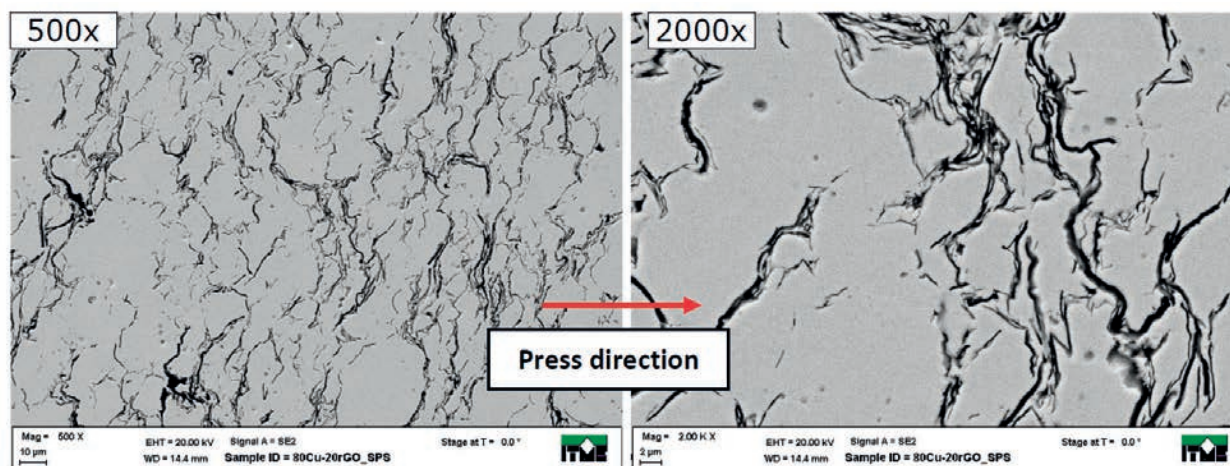 500x
2000x
Press direction
Mag = 500 X
10 µm
EHT = 20.00 kV
Signal A = SE2
Stage at T = 0.0°
WD = 14.4 mm
Sample ID = 80Cu-20rGO_SPS
ITME
Mag = 2.00 K X
2 µm
EHT = 20.00 kV
Signal A = SE2
Stage at T = 0.0°
WD = 14.4 mm
Sample ID = 80Cu-20rGO_SPS
ITME